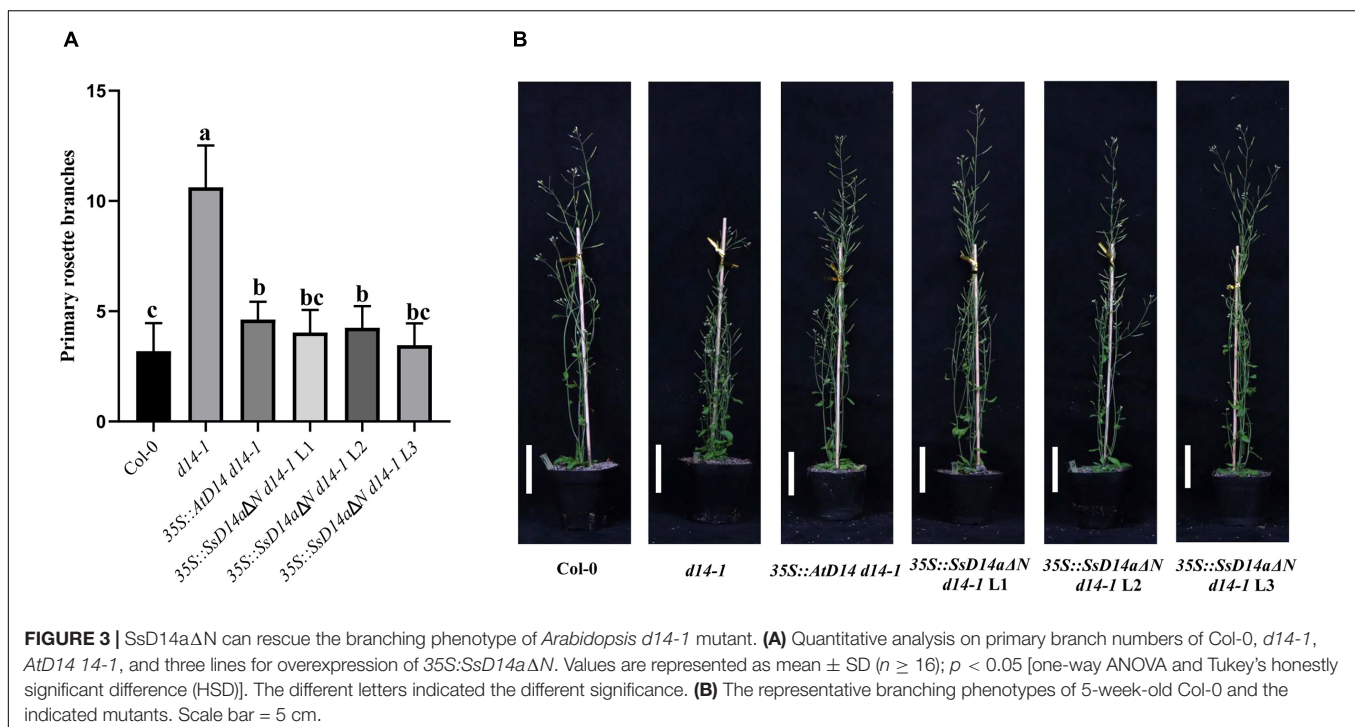 A
15
10
5
0
Primary rosette branches
c
a
b
bc
b
bc
Col-0
d14-1
35S::AtD14 d14-1
35S::SsD14aΔN d14-1 L1
35S::SsD14aΔN d14-1 L2
35S::SsD14aΔN d14-1 L3
B
Col-0
d14-1
35S::AtD14 d14-1
35S::SsD14aΔN
d14-1 L1
35S::SsD14aΔN
d14-1 L2
35S::SsD14aΔN
d14-1 L3
FIGURE 3 | SsD14aΔN can rescue the branching phenotype of Arabidopsis d14-1 mutant. (A) Quantitative analysis on primary branch numbers of Col-0, d14-1,
AtD14 14-1, and three lines for overexpression of 35S:SsD14aΔN. Values are represented as mean ± SD (n ≥ 16); p < 0.05 [one-way ANOVA and Tukey's honestly
significant difference (HSD)]. The different letters indicated the different significance. (B) The representative branching phenotypes of 5-week-old Col-0 and the
indicated mutants. Scale bar = 5 cm.